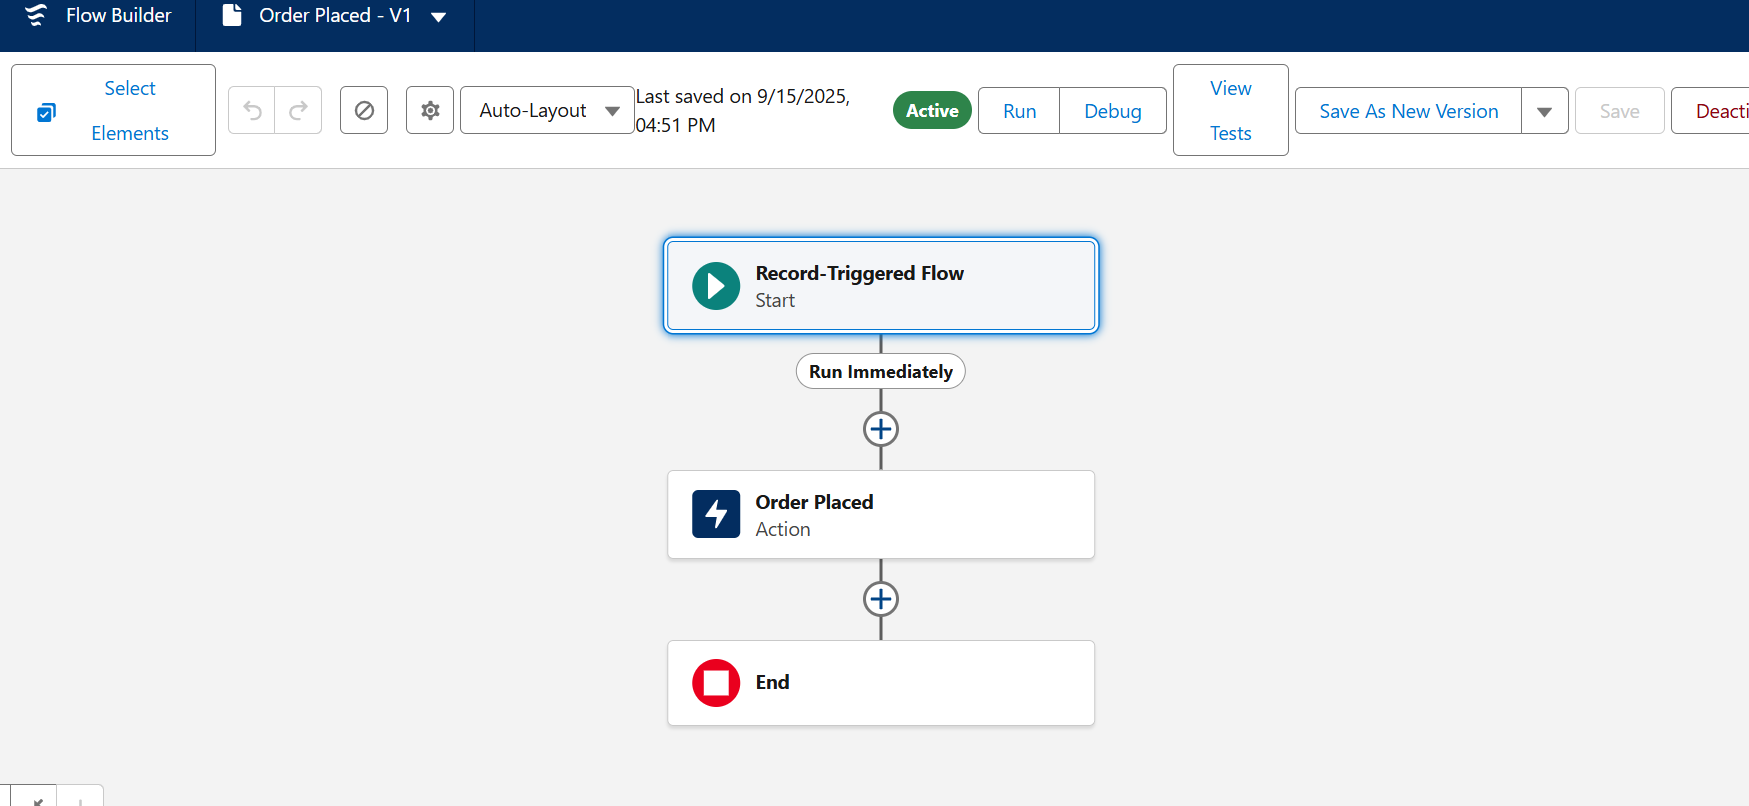 Flow Builder
Order Placed - V1
Select
Elements
Auto-Layout
Last saved on 9/15/2025,
04:51 PM
Active
Run
Debug
View
Tests
Save As New Version
Save
Deacti
Record-Triggered Flow
Start
Run Immediately
Order Placed
Action
End